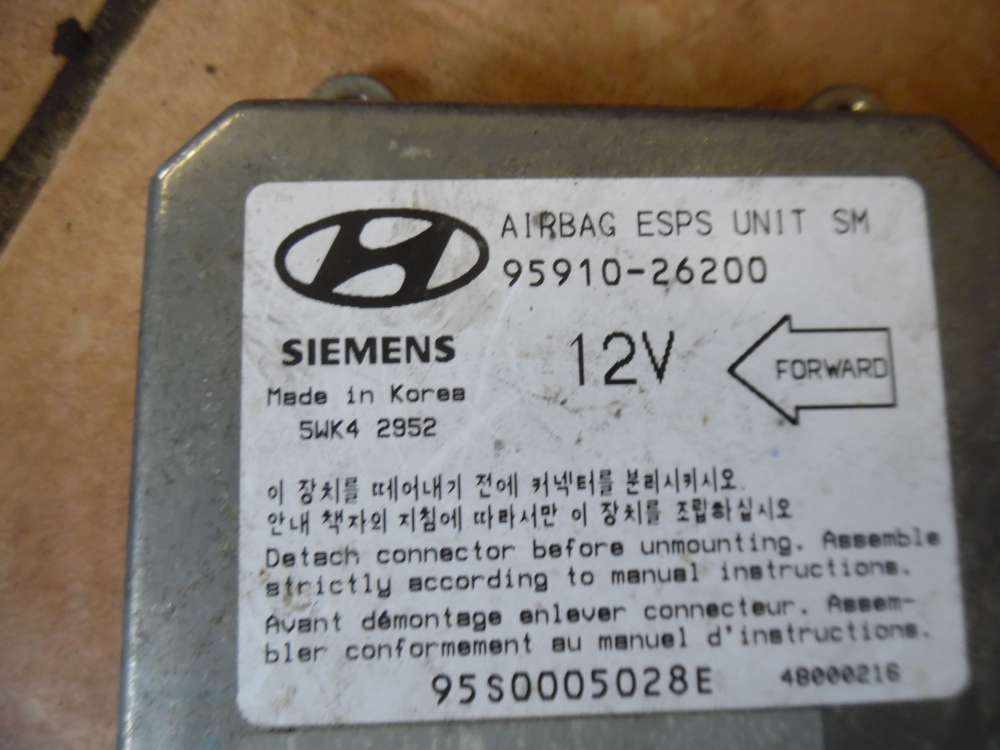 AIRBAG ESPS UNIT SM
95910-26200
SIEMENS
12V
FORWARD
Made in Korea
5WK4 2952
이 장치를 떼어내기 전에 커넥터를 분리시키시오.
안내 책자의 지침에 따라서만 이 장치를 조립하십시오
Detach connector before unmounting. Assemble
strictly according to manual instructions.
Avant démontage enlever connecteur. Assem-
bler conformement au manuel d'instructions.
95S0005028E
48000216